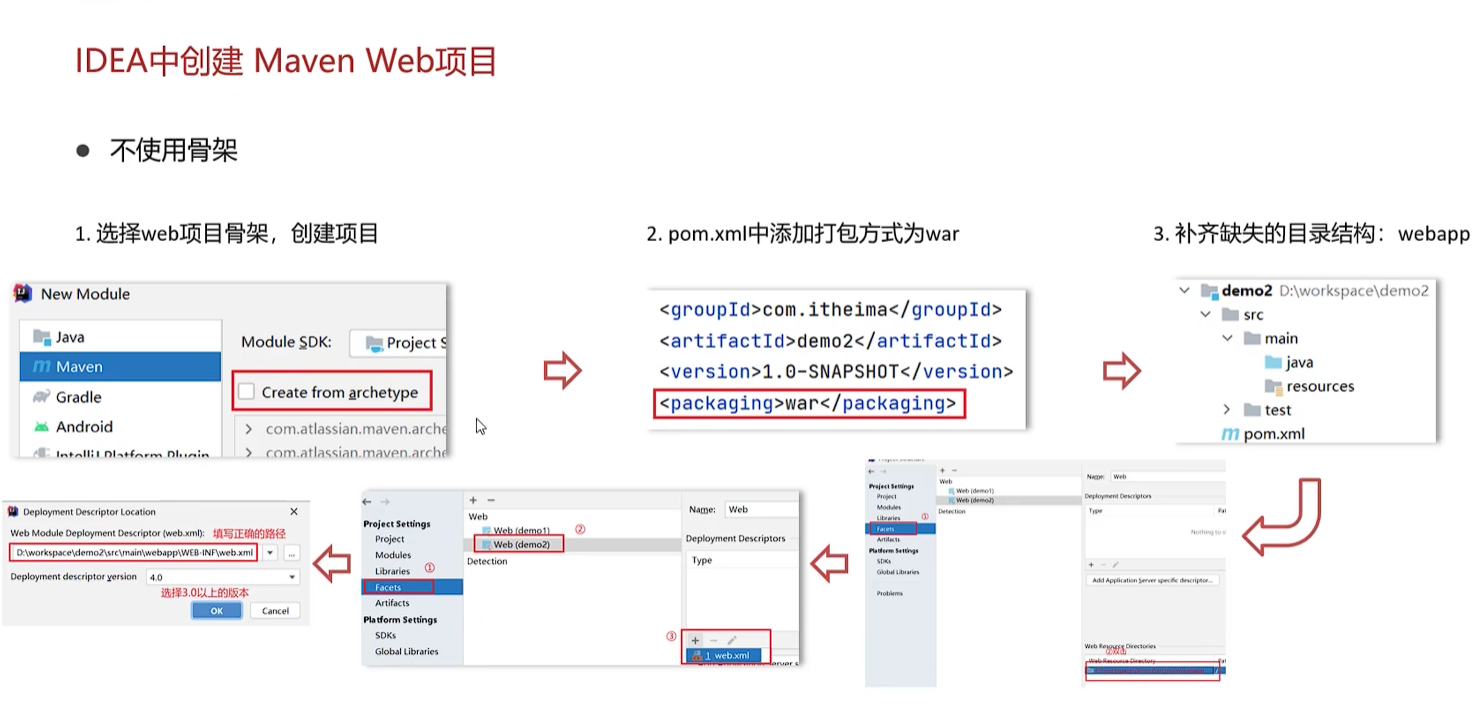 IDEA中创建 Maven Web项目
● 不使用骨架
1. 选择web项目骨架，创建项目
2. pom.xml中添加打包方式为war
3. 补齐缺失的目录结构：webapp
New Module
Java
Maven
Gradle
Android
IntelliJ Platform Plugin
Module SDK:
Project S
Create from archetype
com.atlassian.maven.arche
com.atlassian.maven.arche
<groupId>com.itheima</groupId>
<artifactId>demo2</artifactId>
<version>1.0-SNAPSHOT</version>
<packaging>war</packaging>
demo2 D:\workspace\demo2
src
main
java
resources
test
pom.xml
Project Settings
Project
Modules
Libraries ①
Facets
Artifacts
Platform Settings
SDKs
Global Libraries
Problems
Web
Web (demo1)
Web (demo2)
Detection
Name: Web
Deployment Descriptors
Type
Nothing to
Add Application Server specific descriptor...
Web Resource Directories
②双击
Web Resource Directory
Project Settings
Project
Modules
Libraries ①
Facets
Artifacts
Platform Settings
SDKs
Global Libraries
Web
Web (demo1) ②
Web (demo2)
Detection
Name: Web
Deployment Descriptors
Type
③
1 web.xml
Deployment Descriptor Location
Web Module Deployment Descriptor (web.xml): 填写正确的路径
D:\workspace\demo2\src\main\webapp\WEB-INF\web.xml
...
Deployment descriptor version 4.0
选择3.0以上的版本
OK Cancel